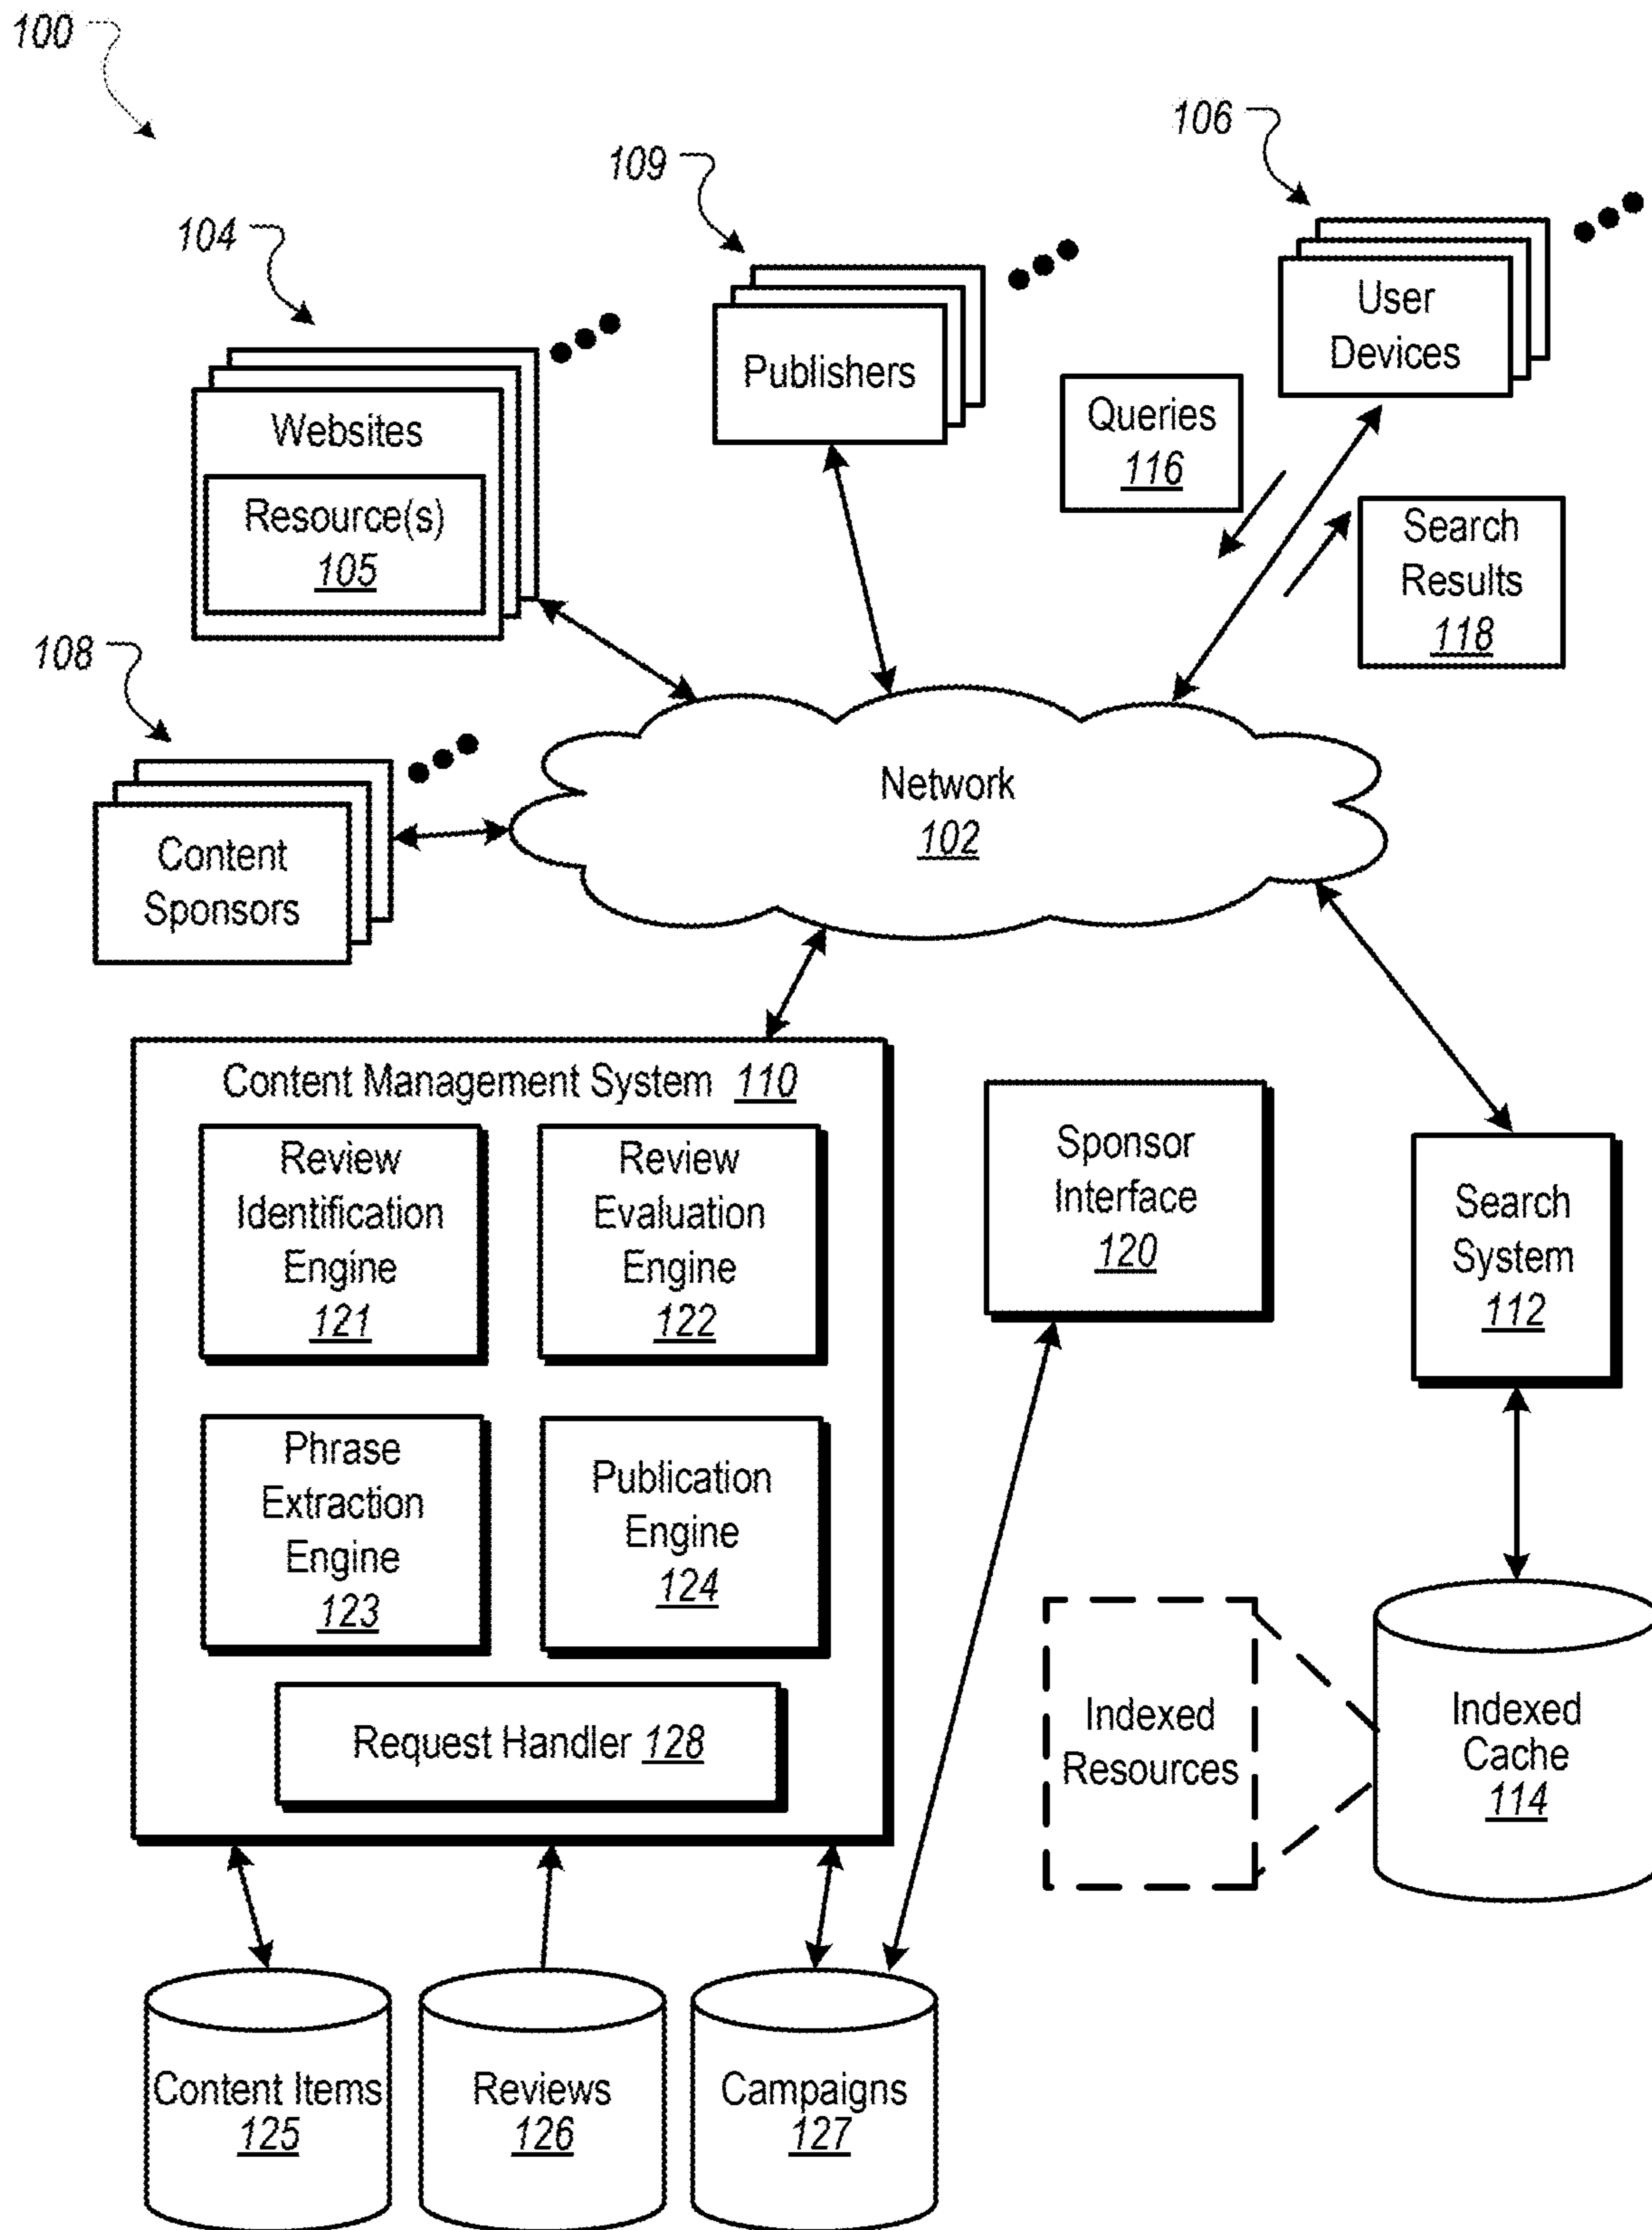 100
106
109
104
User
Devices
Publishers
Queries
116
Websites
Resource(s)
105
Search
Results
118
108
Network
102
Content
Sponsors
Content Management System 110
Review
Identification
Engine
121
Review
Evaluation
Engine
122
Sponsor
Interface
120
Search
System
112
Phrase
Extraction
Engine
123
Publication
Engine
124
Request Handler 128
Indexed
Resources
Indexed
Cache
114
Content Items
125
Reviews
126
Campaigns
127